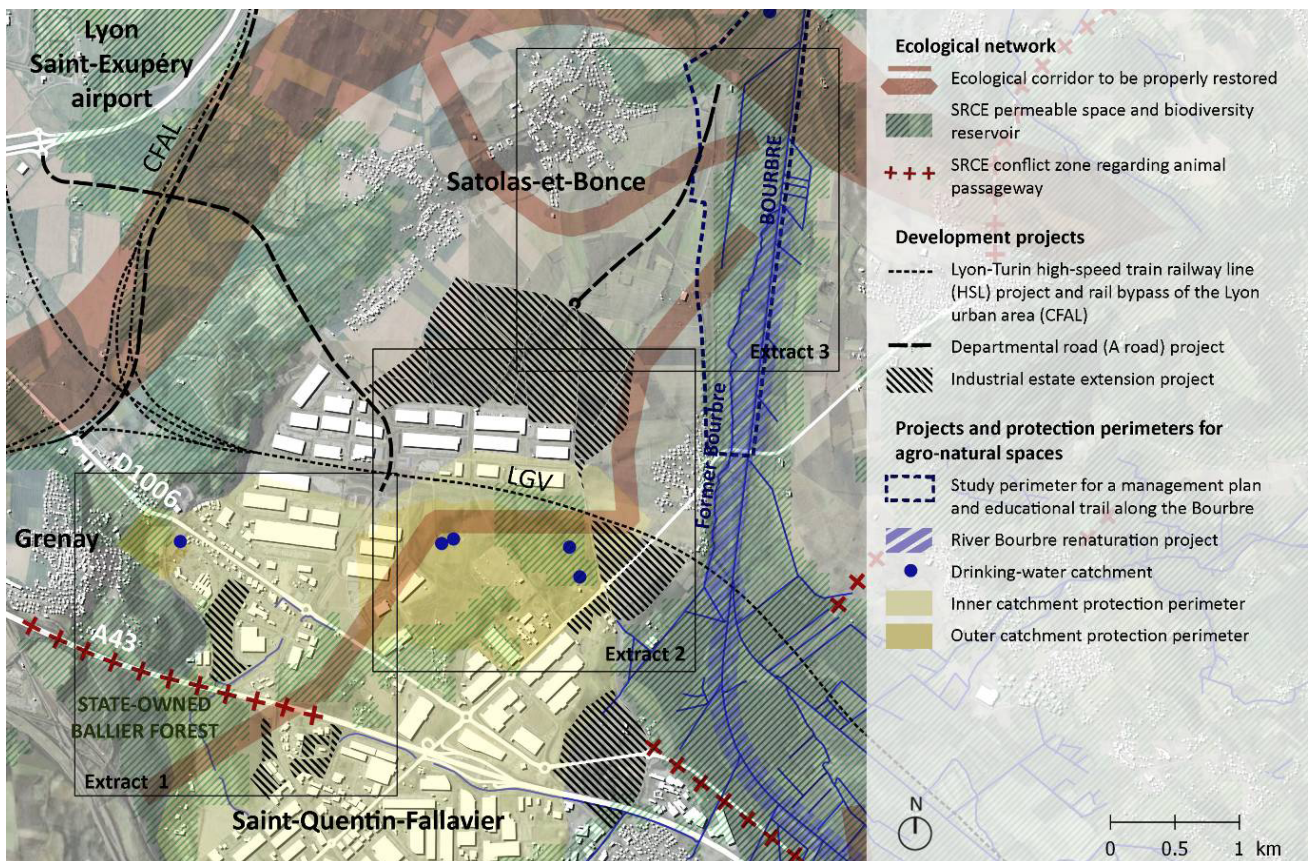 Lyon
Saint-Exupéry
airport
CFAL
Satolas-et-Bonce
BOURBRE
Extract 3
Former Bourbre
LGV
D1006
Grenay
A43
Extract 2
STATE-OWNED
BALLIER FOREST
Extract 1
Saint-Quentin-Fallavier
Ecological network
Ecological corridor to be properly restored
SRCE permeable space and biodiversity
reservoir
SRCE conflict zone regarding animal
passageway
Development projects
Lyon-Turin high-speed train railway line
(HSL) project and rail bypass of the Lyon
urban area (CFAL)
Departmental road (A road) project
Industrial estate extension project
Projects and protection perimeters for
agro-natural spaces
Study perimeter for a management plan
and educational trail along the Bourbre
River Bourbre renaturation project
Drinking-water catchment
Inner catchment protection perimeter
Outer catchment protection perimeter
N
0 0.5 1 km